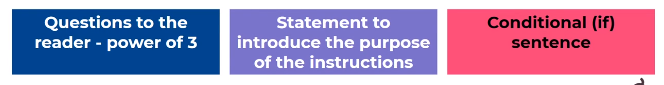 Questions to the
reader - power of 3
Statement to
introduce the purpose
of the instructions
Conditional (if)
sentence